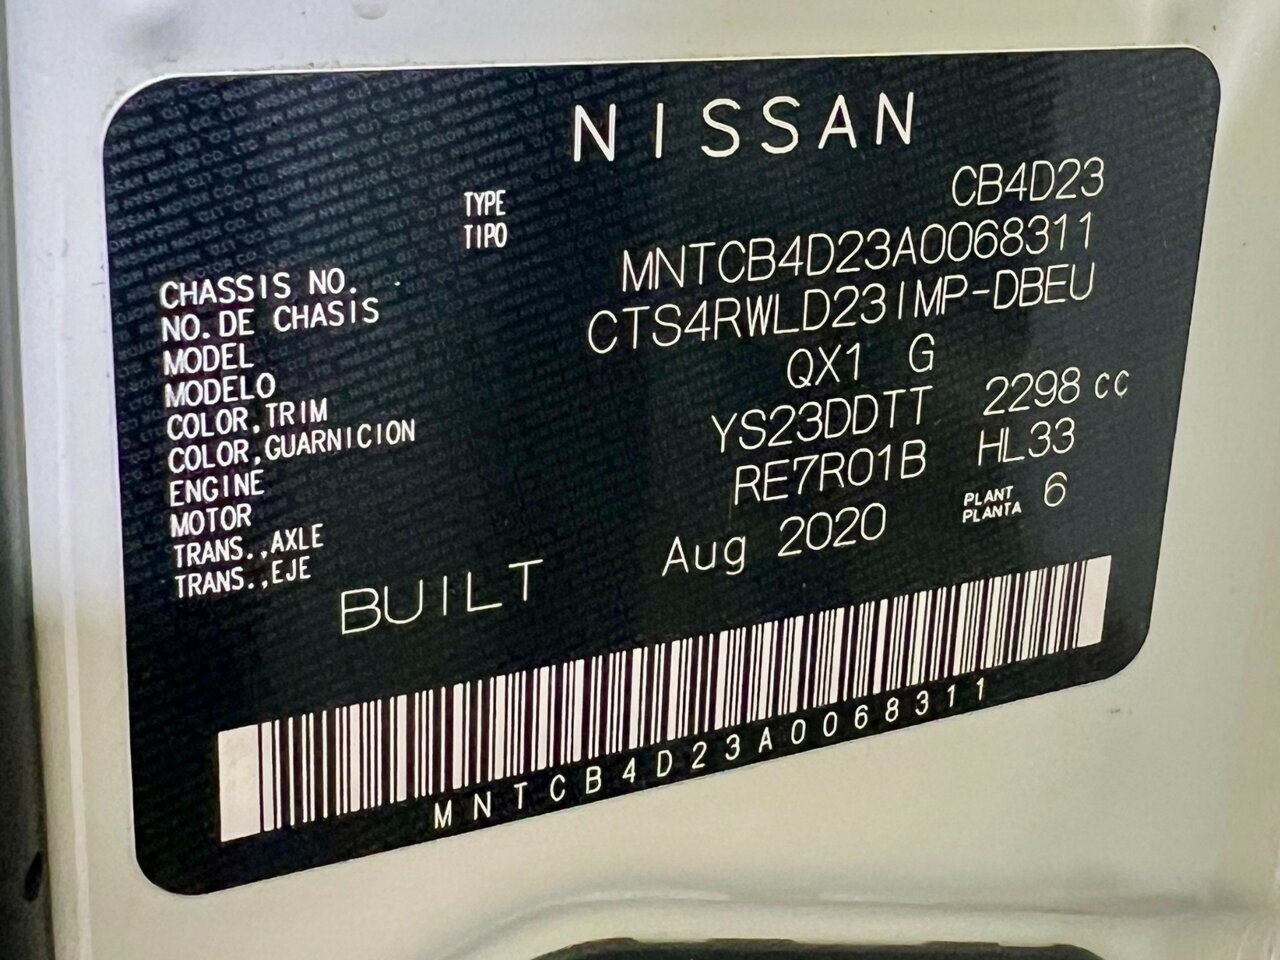 NISSAN
TYPE CB4D23
TIPO
CHASSIS NO. MNTCB4D23A0068311
NO. DE CHASIS
MODEL CTS4RWLD23IMP-DBEU
MODELO
COLOR,TRIM QX1 G
COLOR,GUARNICION
ENGINE YS23DDTT 2298 cc
MOTOR
TRANS.,AXLE RE7R01B HL33
TRANS.,EJE
PLANT 6
PLANTA
BUILT Aug 2020
MNTCB4D23A0068311